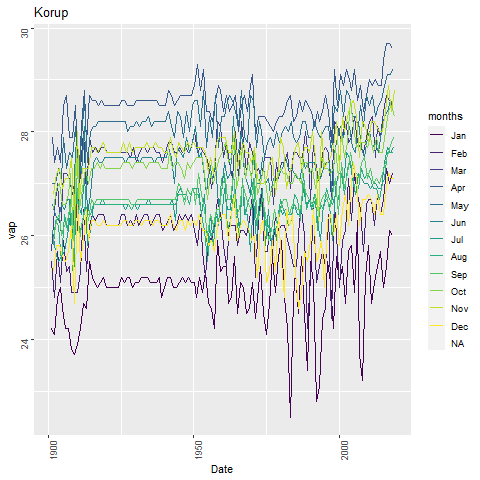 Korup
30
28
26
24
vap
1900
1950
2000
Date
months
Jan
Feb
Mar
Apr
May
Jun
Jul
Aug
Sep
Oct
Nov
Dec
NA